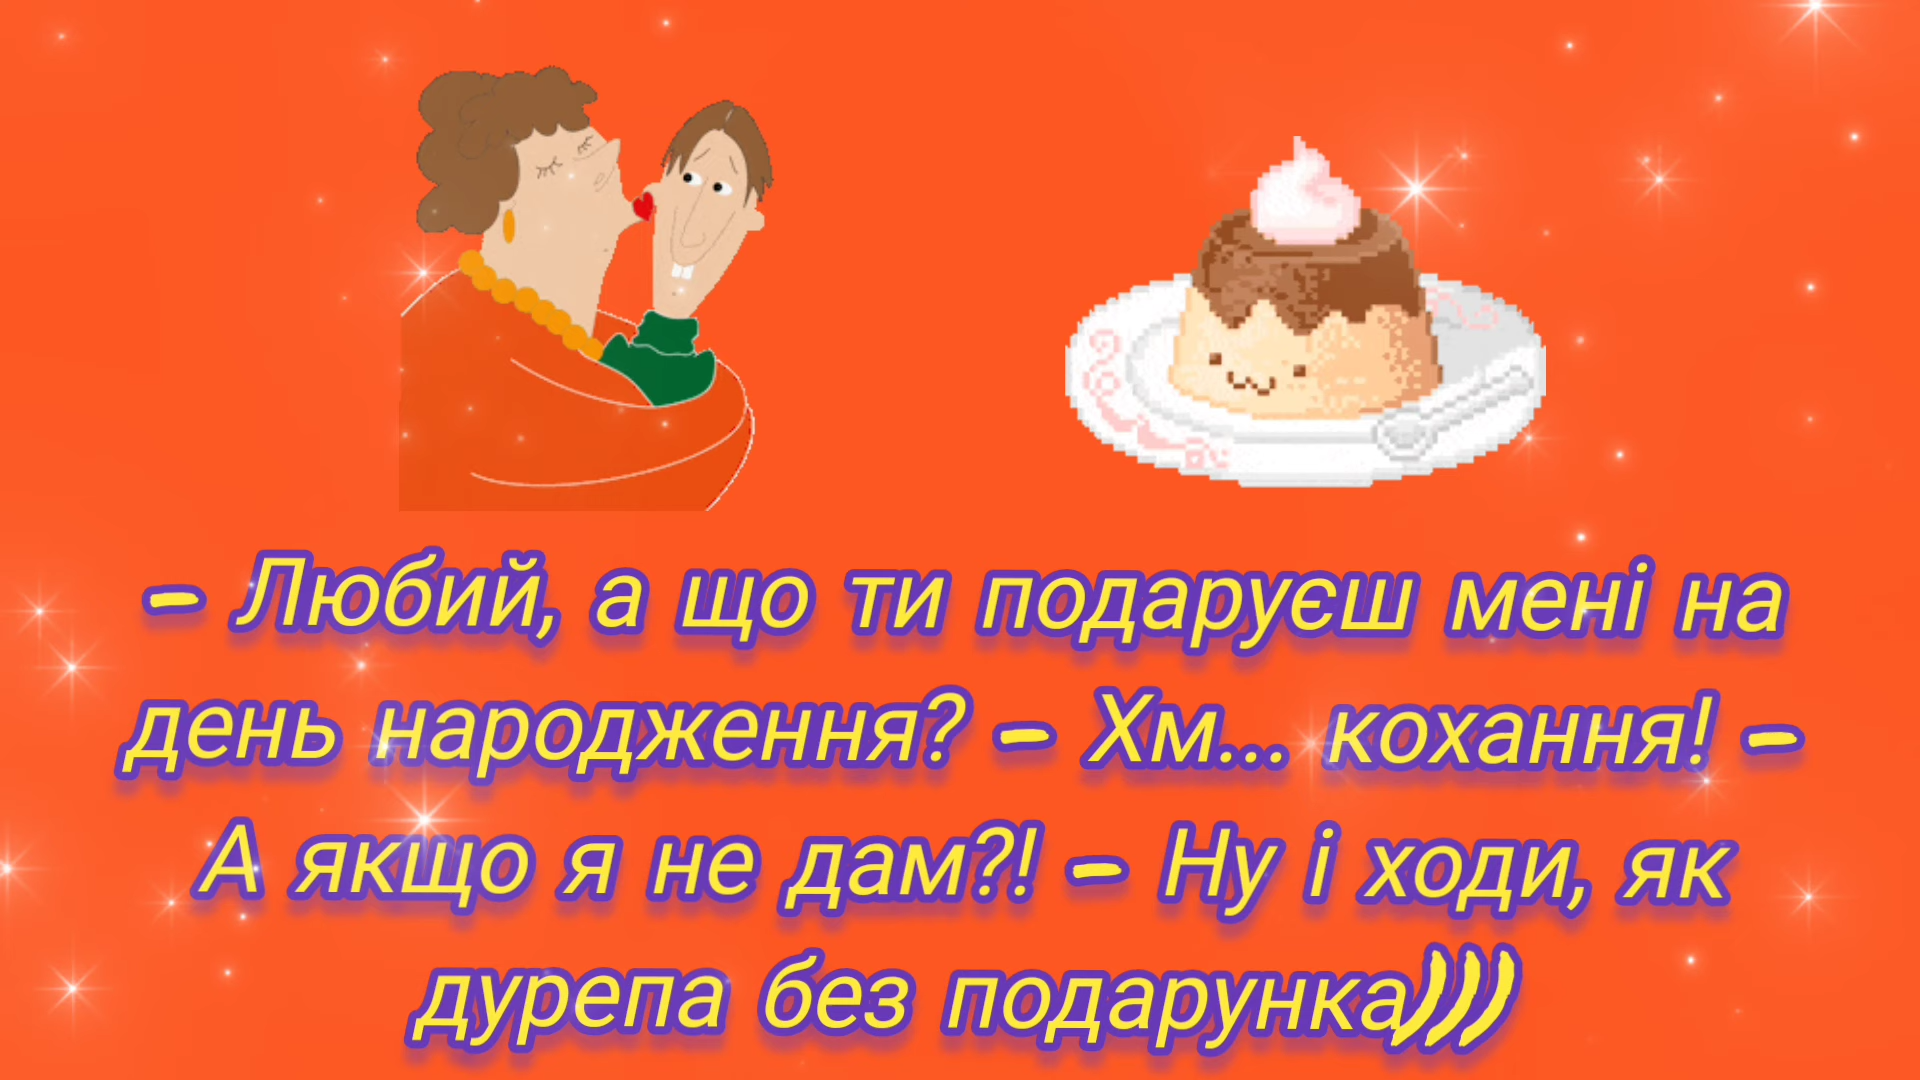 – Любий, а що ти подаруєш мені на
день народження? – Хм... кохання! –
А якщо я не дам?! – Ну і ходи, як
дурепа без подарунка)))